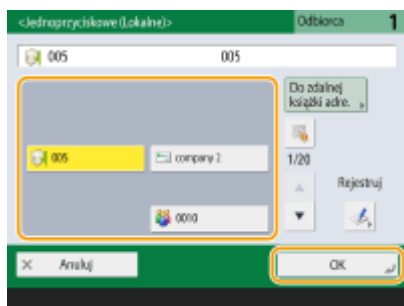 <Jednoprzyciskowe (Lokalne)>
Odbiorca 1
005 005
Do zdalnej
książki adre.
005
company 2
1/20
Rejestruj
0010
Anuluj
OK